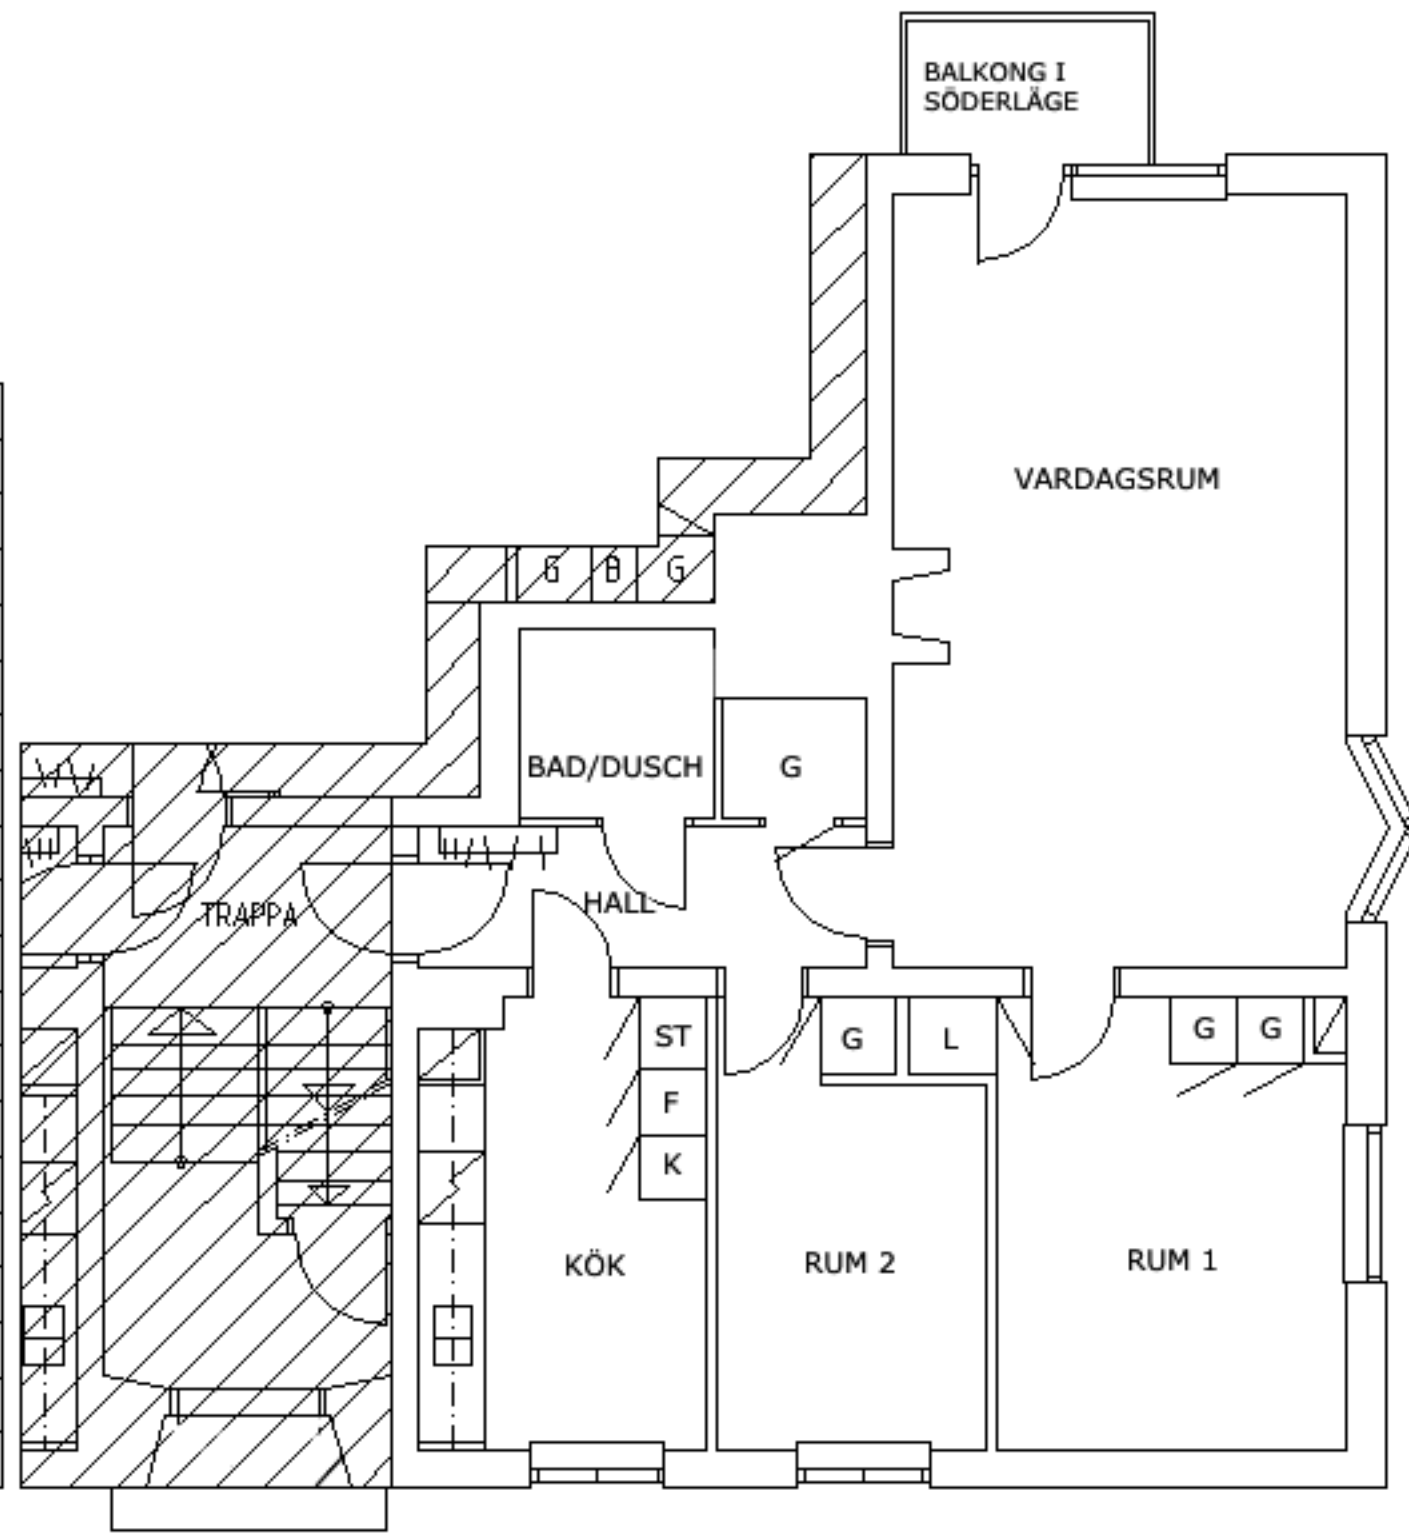 BALKONG I
SÖDERLÄGE
VARDAGSRUM
G B G
BAD/DUSCH G
HALL
TRAPPA
ST G L G G
F
K
KÖK RUM 2 RUM 1